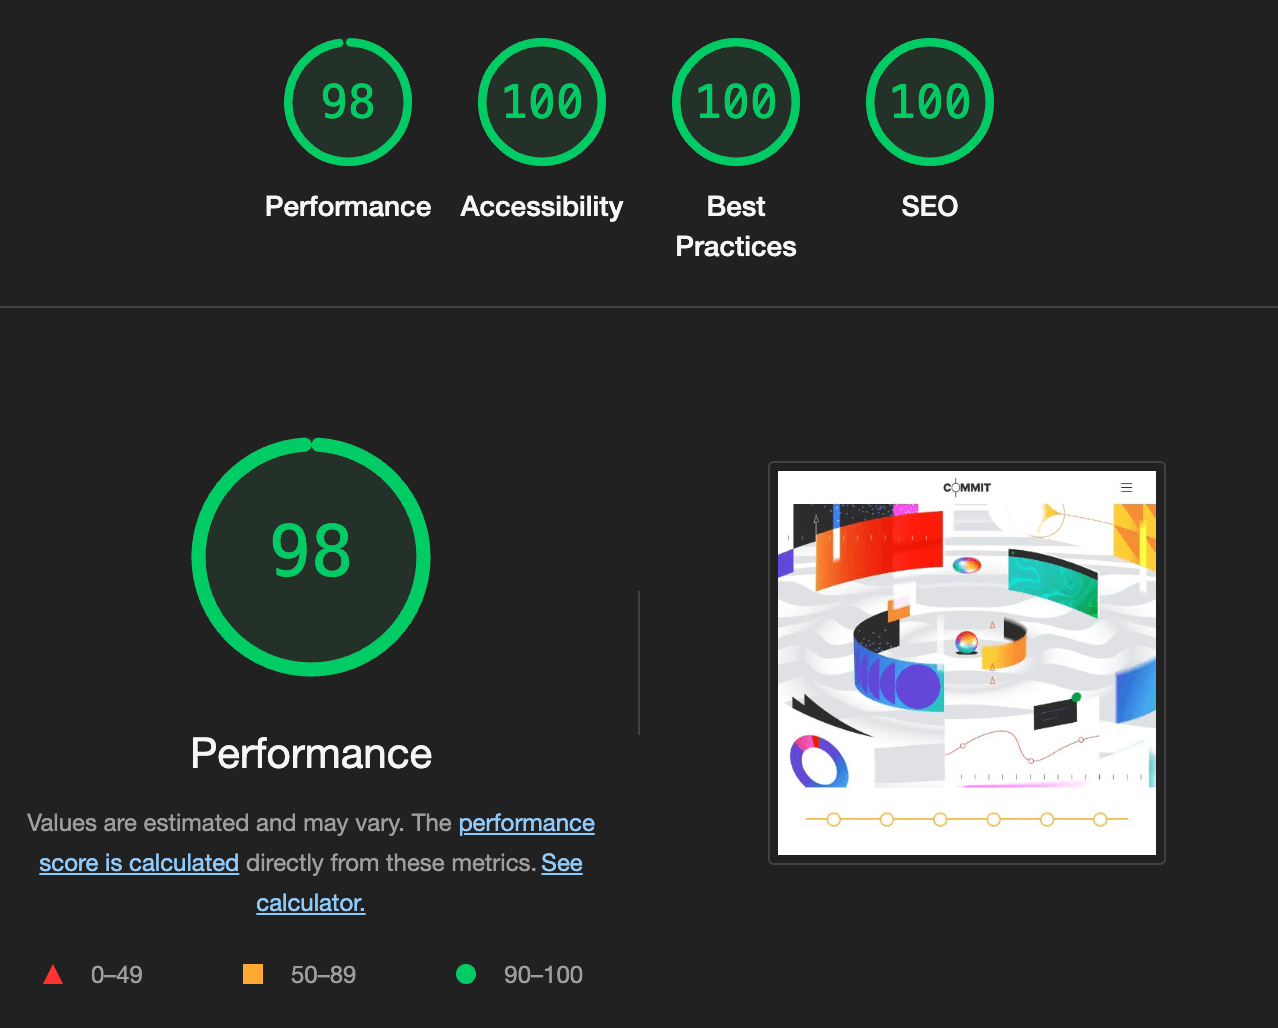 98
100
100
100
Performance
Accessibility
Best
Practices
SEO
98
Performance
Values are estimated and may vary. The performance
score is calculated directly from these metrics. See
calculator.
0–49
50–89
90–100
COMMIT